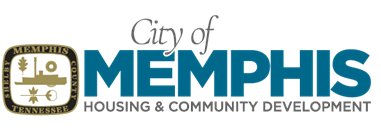 City of
MEMPHIS
HOUSING & COMMUNITY DEVELOPMENT
MEMPHIS
SHELBY
COUNTY
TENNESSEE